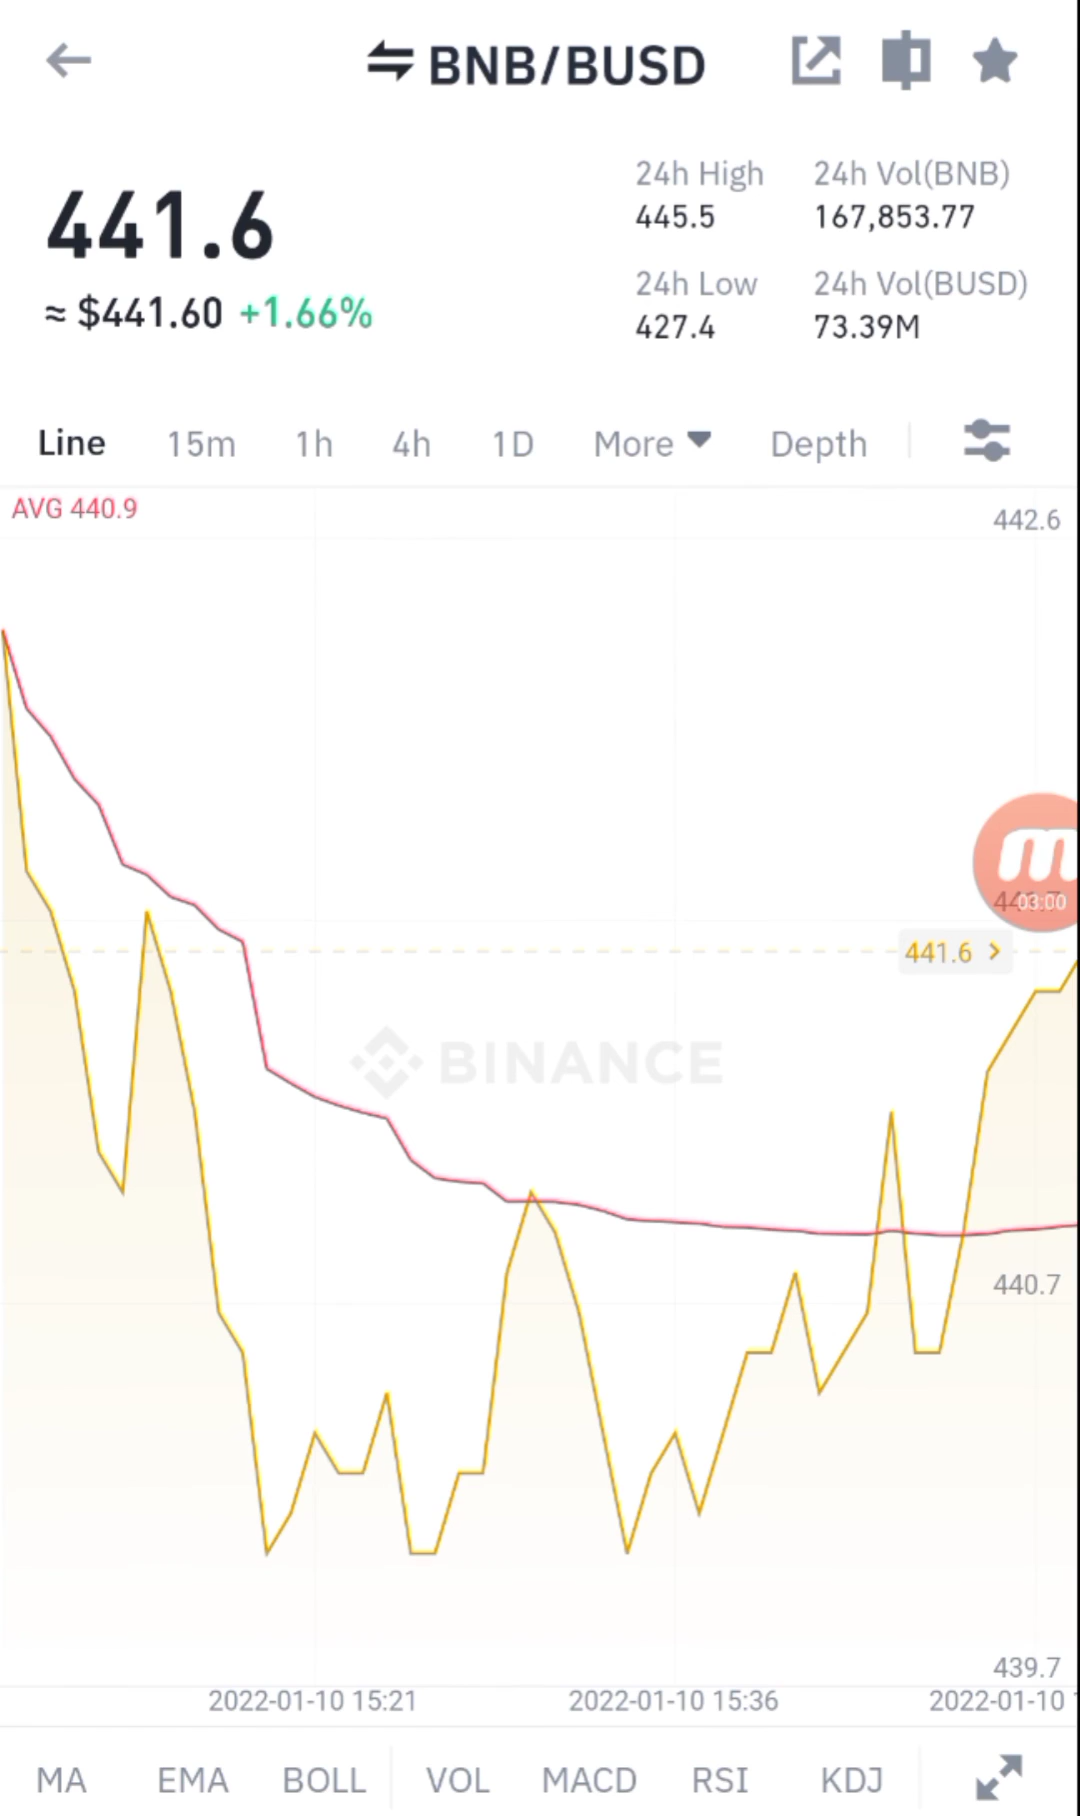 BNB/BUSD
441.6
≈ $441.60 +1.66%
24h High
445.5
24h Vol(BNB)
167,853.77
24h Low
427.4
24h Vol(BUSD)
73.39M
Line 15m 1h 4h 1D More Depth
AVG 440.9
442.6
03:00
441.6
BINANCE
440.7
439.7
2022-01-10 15:21 2022-01-10 15:36 2022-01-10
MA EMA BOLL VOL MACD RSI KDJ